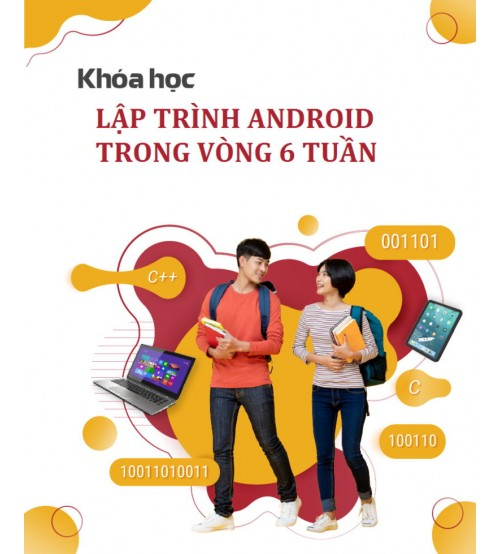 Khóa học
LẬP TRÌNH ANDROID
TRONG VÒNG 6 TUẦN
001101
C++
C
100110
10011010011